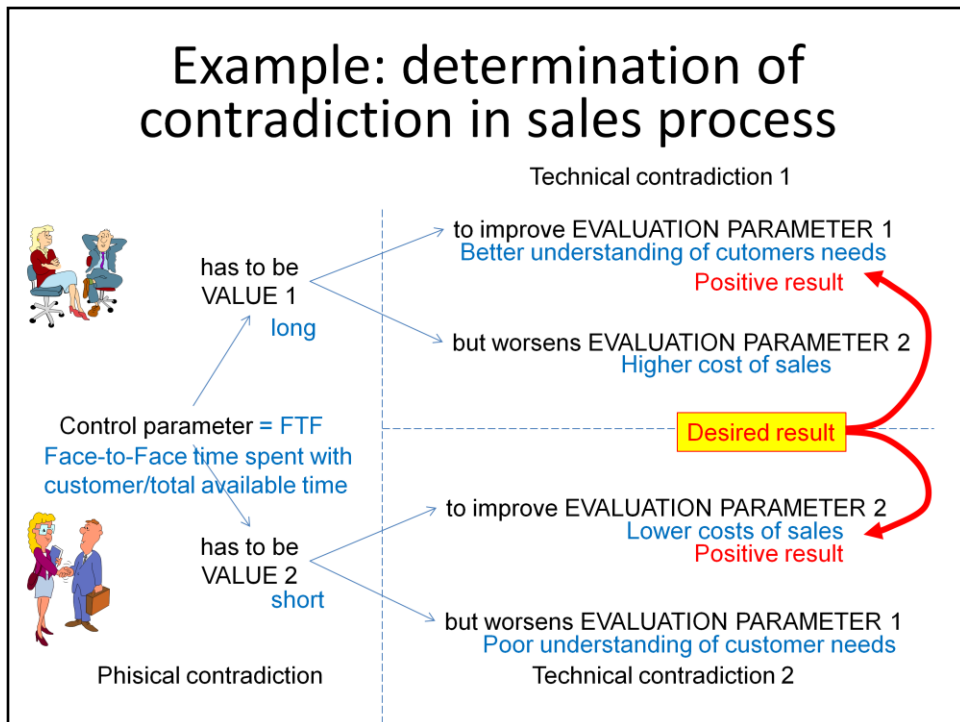 Example: determination of
contradiction in sales process
Technical contradiction 1
to improve EVALUATION PARAMETER 1
Better understanding of cutomers needs
Positive result
has to be
VALUE 1
long
but worsens EVALUATION PARAMETER 2
Higher cost of sales
Control parameter = FTF
Face-to-Face time spent with
customer/total available time
Desired result
to improve EVALUATION PARAMETER 2
Lower costs of sales
Positive result
has to be
VALUE 2
short
but worsens EVALUATION PARAMETER 1
Poor understanding of customer needs
Phisical contradiction
Technical contradiction 2